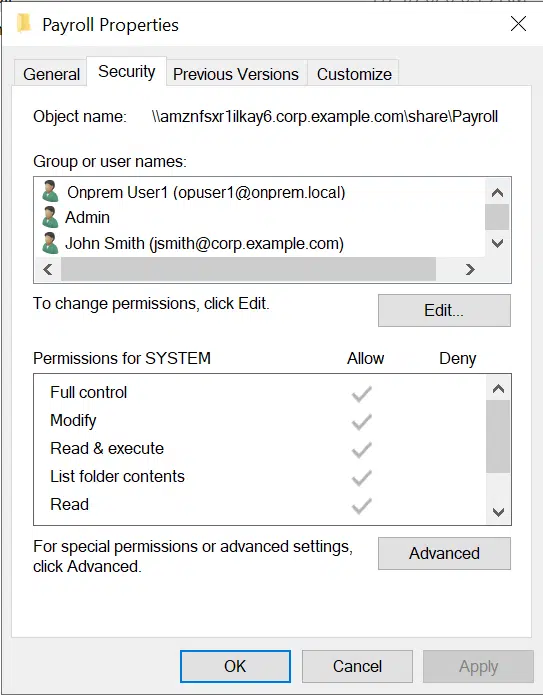 Payroll Properties
General
Security
Previous Versions
Customize
Object name: \\amznfsxr1ilkay6.corp.example.com\share\Payroll
Group or user names:
Onprem User1 (opuser1@onprem.local)
Admin
John Smith (jsmith@corp.example.com)
To change permissions, click Edit.
Edit...
Permissions for SYSTEM Allow Deny
Full control
Modify
Read & execute
List folder contents
Read
For special permissions or advanced settings,
click Advanced.
Advanced
OK
Cancel
Apply